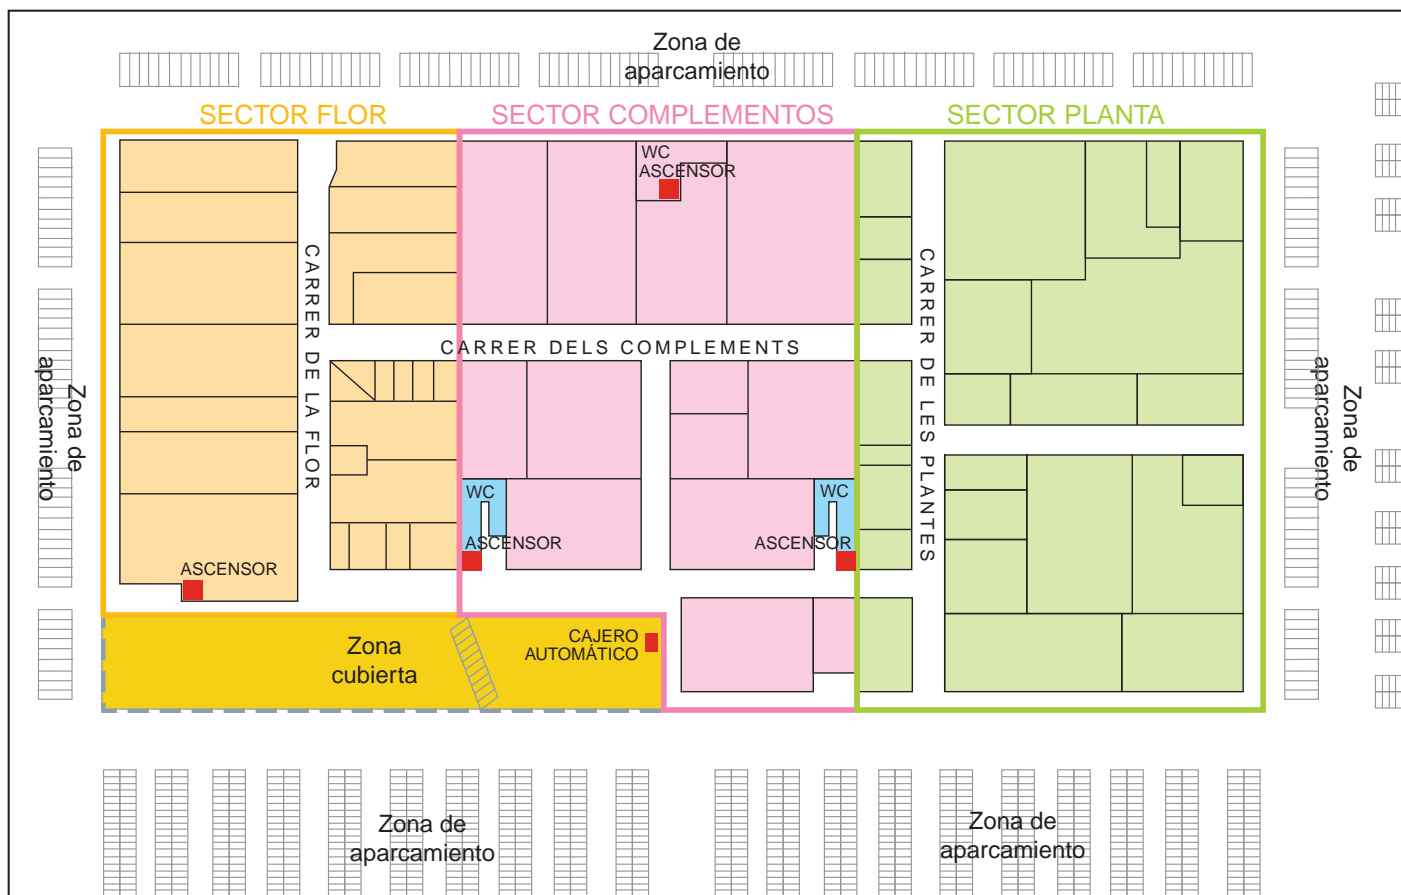 Zona de
aparcamiento
SECTOR FLOR
SECTOR COMPLEMENTOS
SECTOR PLANTA
WC
ASCENSOR
CARRER DE LA FLOR
CARRER DELS COMPLEMENTS
CARRER DE LES PLANTES
Zona de
aparcamiento
Zona de
aparcamiento
WC
ASCENSOR
WC
ASCENSOR
ASCENSOR
Zona
cubierta
CAJERO
AUTOMÁTICO
Zona de
aparcamiento
Zona de
aparcamiento